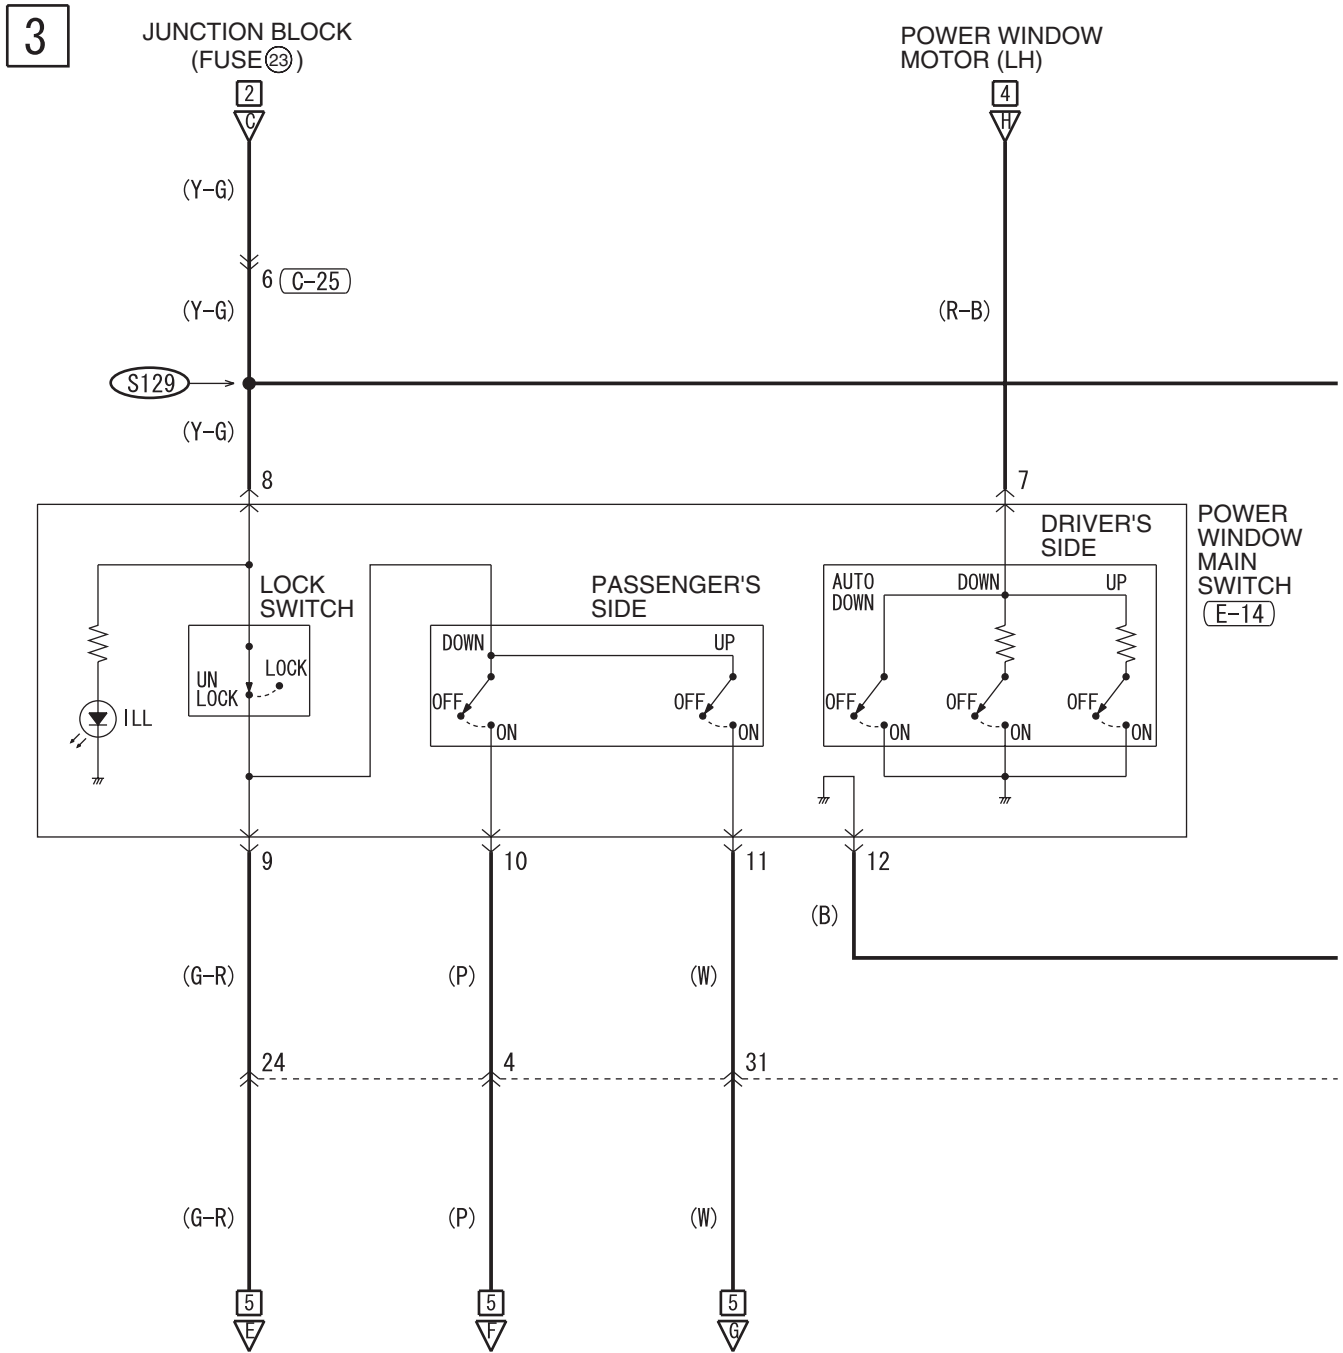 3
JUNCTION BLOCK
(FUSE 23)
2
C
POWER WINDOW
MOTOR (LH)
4
H
(Y-G)
6 C-25
(Y-G)
(R-B)
S129
(Y-G)
8
7
POWER
WINDOW
MAIN
SWITCH
E-14
LOCK
SWITCH
UN
LOCK
LOCK
ILL
PASSENGER'S
SIDE
DOWN
UP
OFF
ON
OFF
ON
DRIVER'S
SIDE
AUTO
DOWN
DOWN
UP
OFF
ON
OFF
ON
OFF
ON
9
10
11
12
(B)
(G-R)
(P)
(W)
24
4
31
(G-R)
(P)
(W)
5
E
5
F
5
G